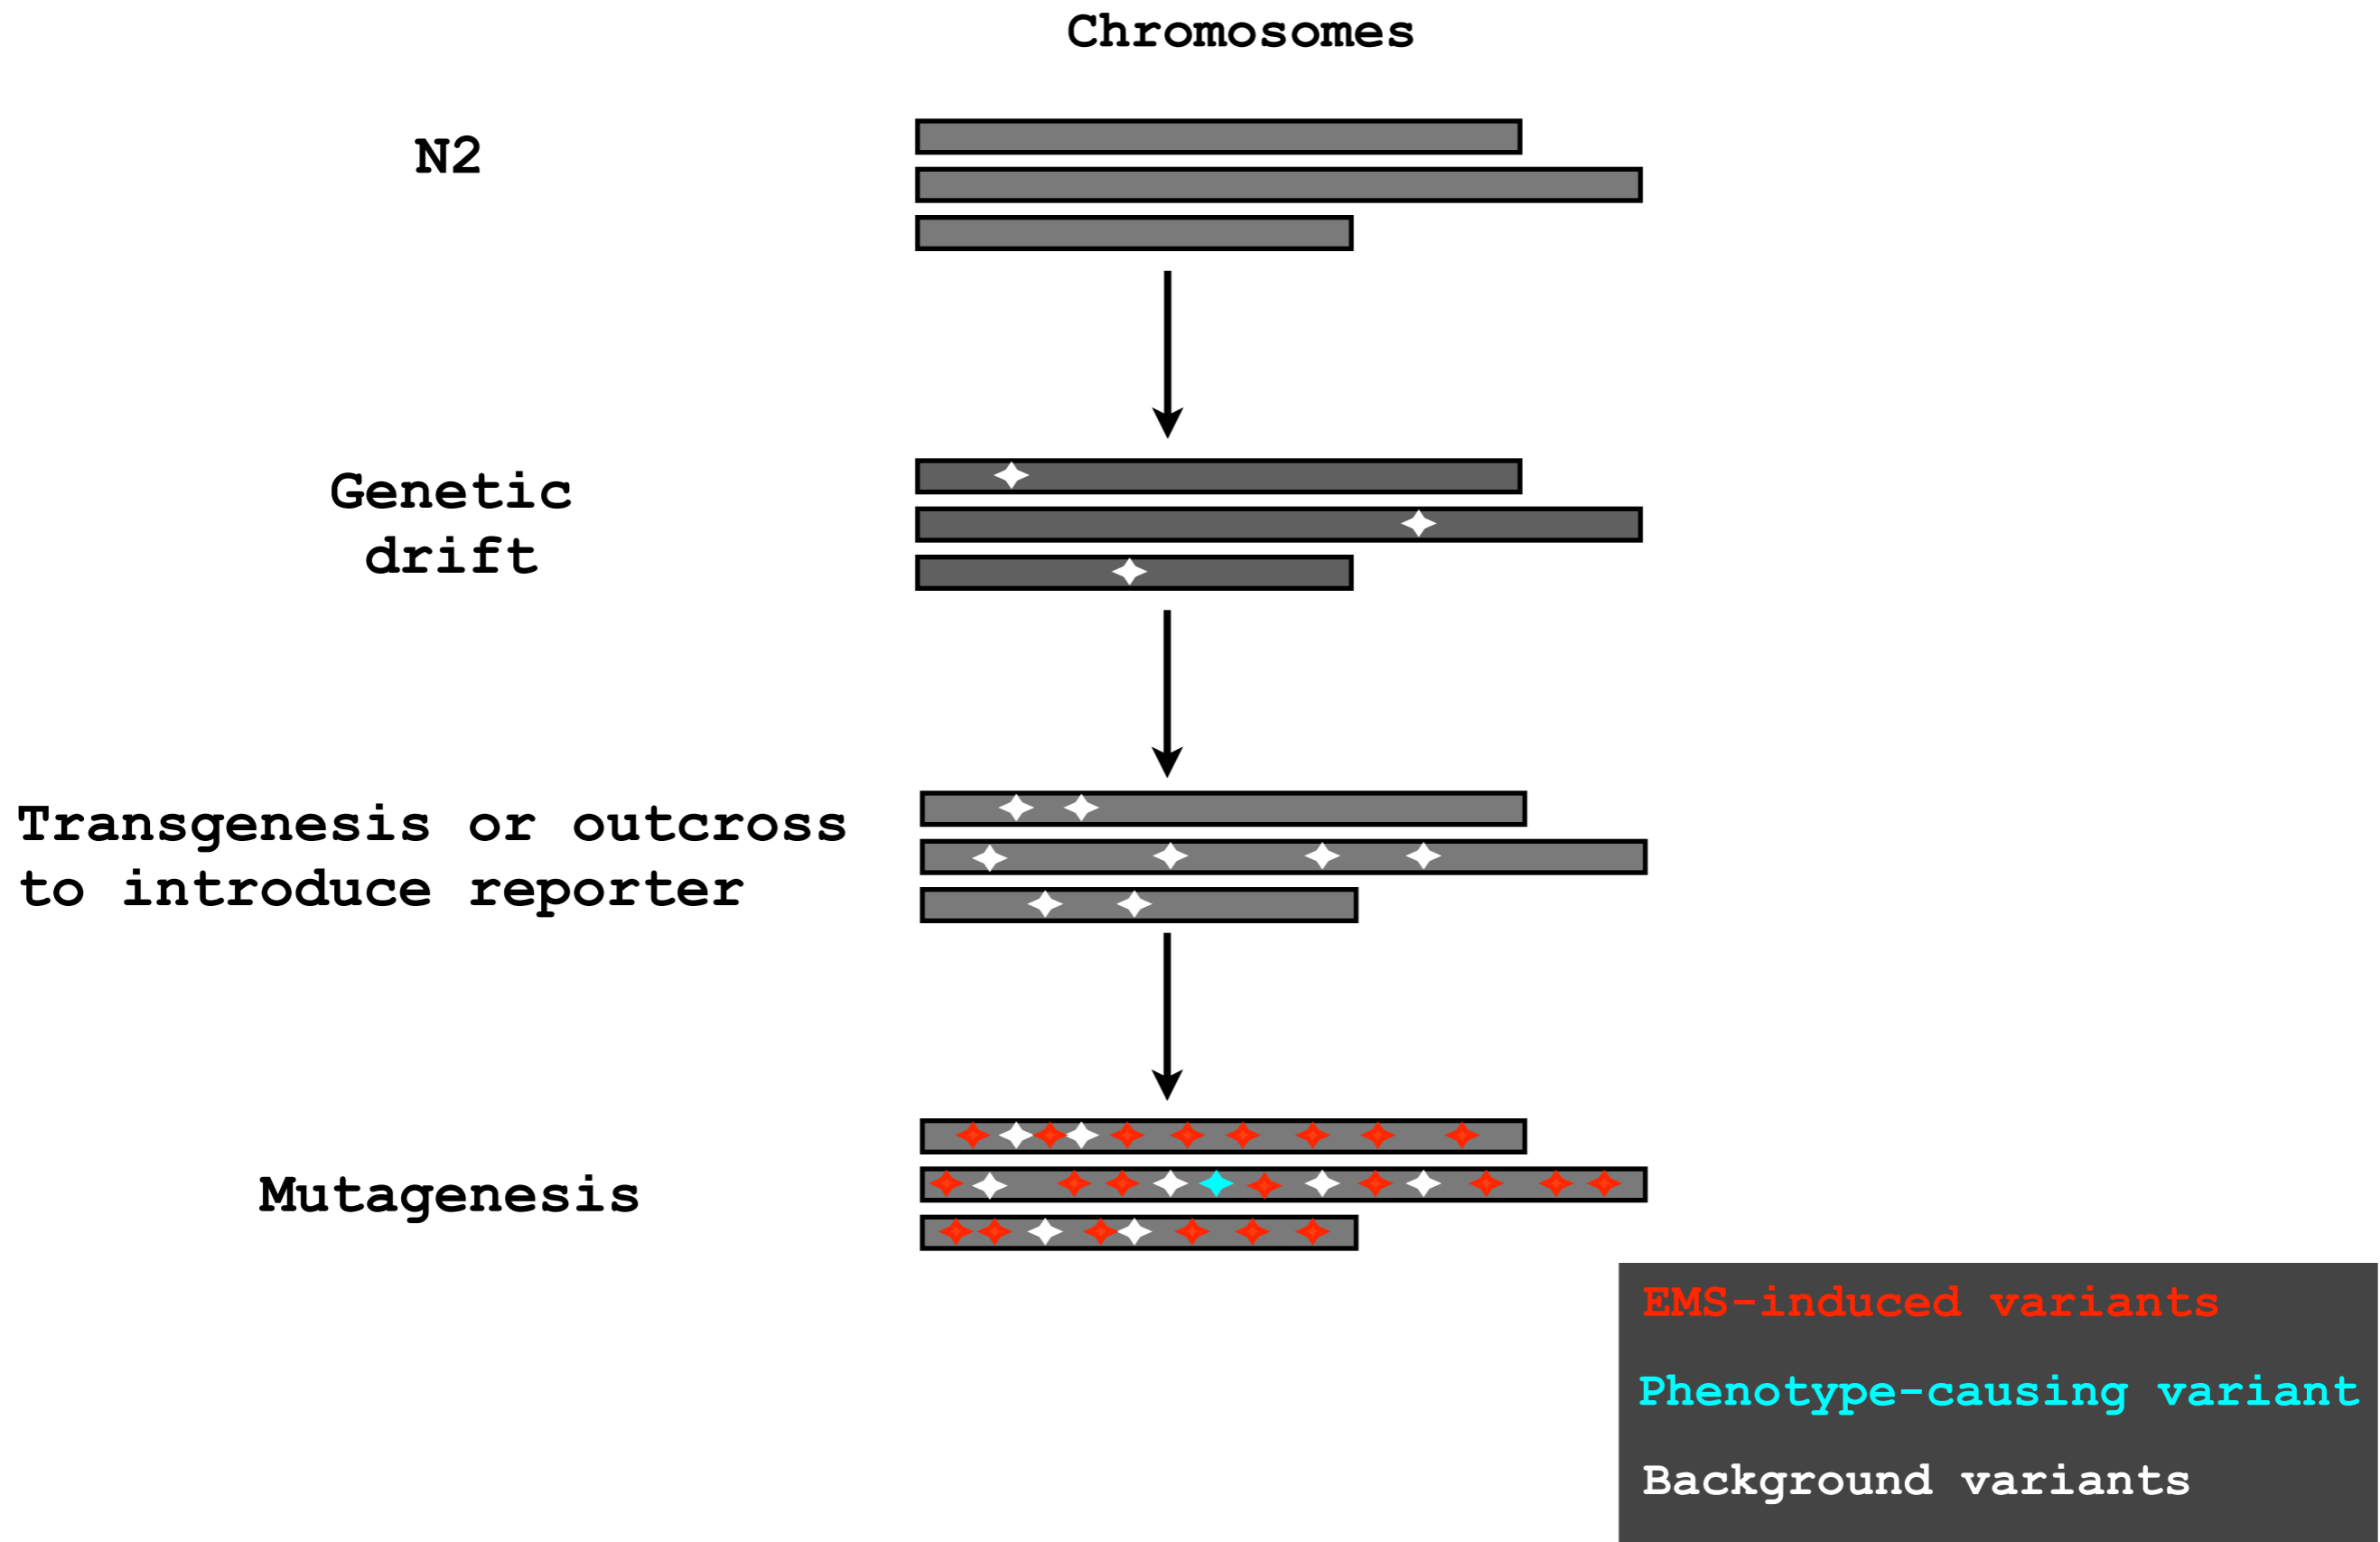 Chromosomes
N2
Genetic
drift
Transgenesis or outcross
to introduce reporter
Mutagenesis
EMS-induced variants
Phenotype-causing variant
Background variants